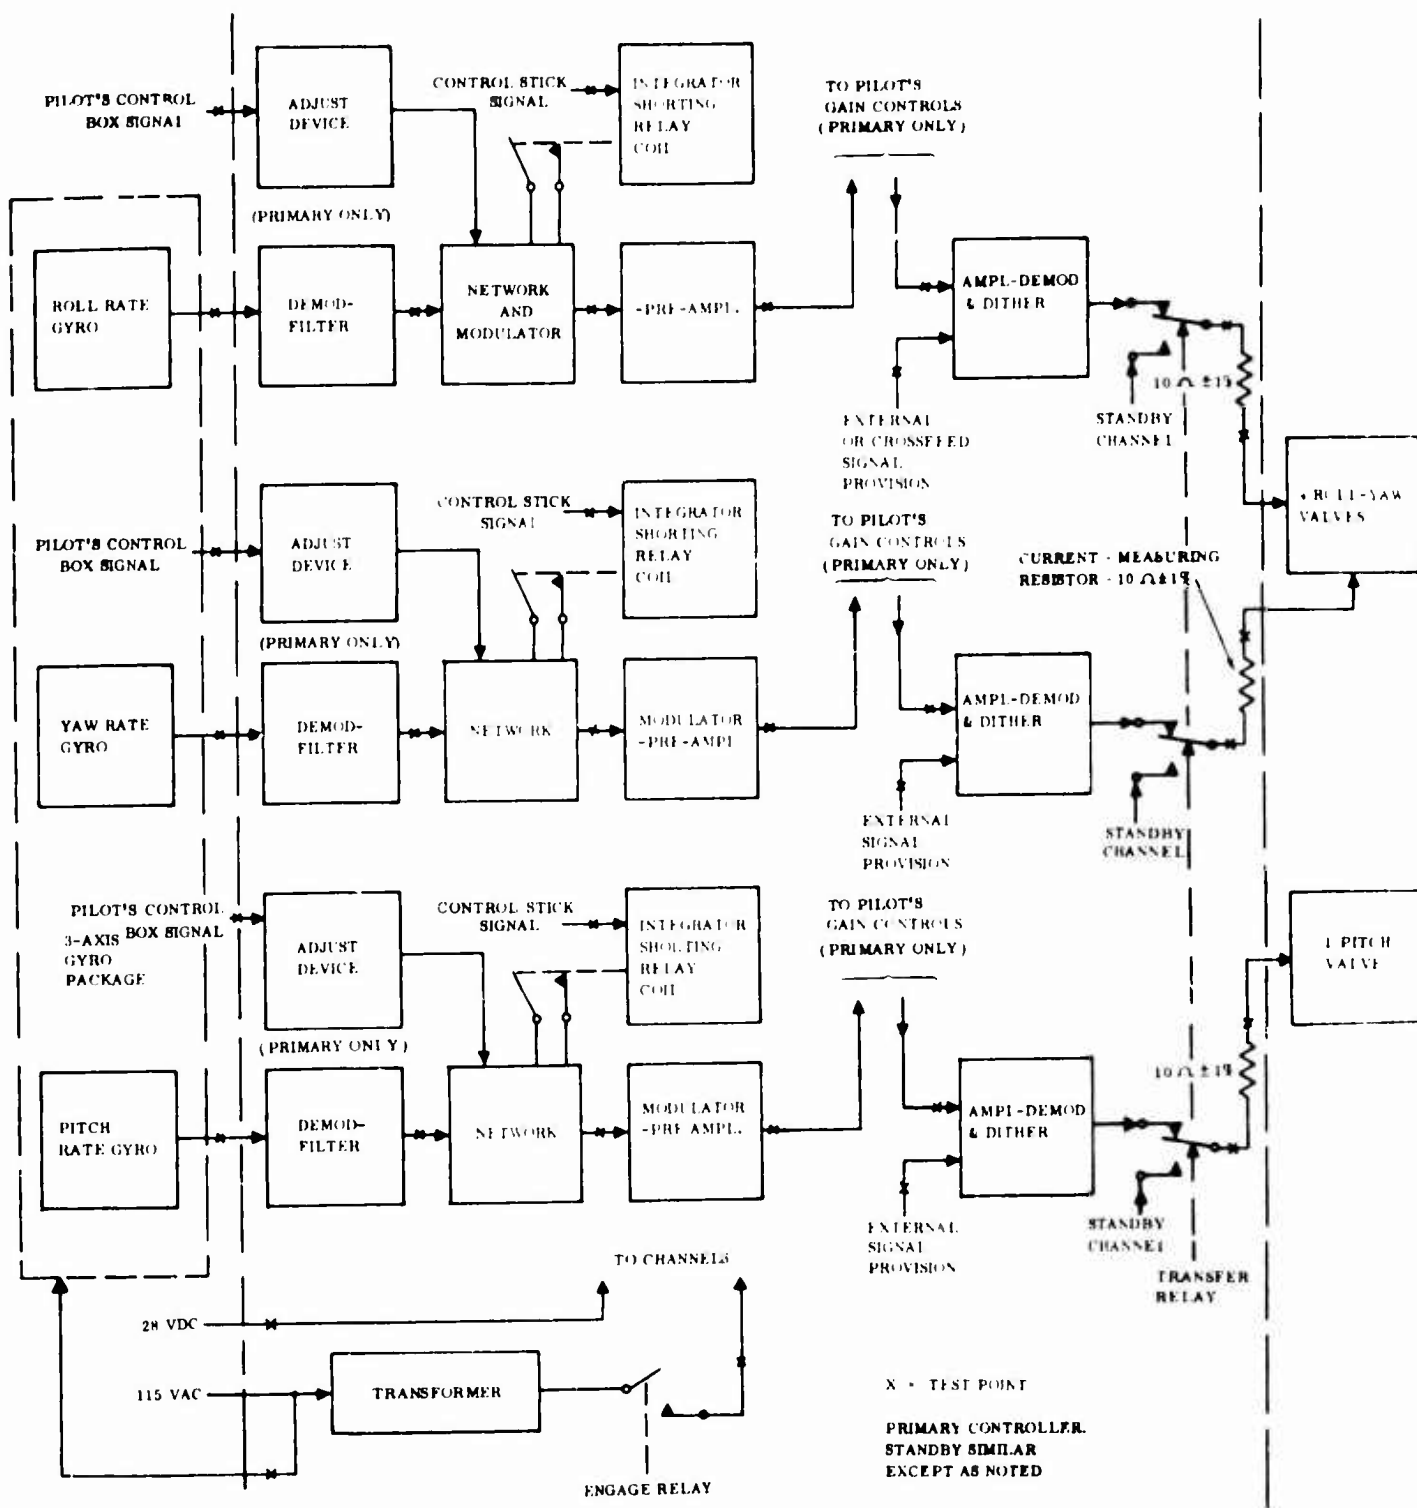 PILOT'S CONTROL
BOX SIGNAL
ADJUST
DEVICE
(PRIMARY ONLY)
CONTROL STICK
SIGNAL
INTEGRATOR
SHORTING
RELAY
COIL
TO PILOT'S
GAIN CONTROLS
(PRIMARY ONLY)
ROLL RATE
GYRO
DEMOD-
FILTER
NETWORK
AND
MODULATOR
-PRE-AMPL.
AMPL-DEMOD
& DITHER
10 Ω ±1%
EXTERNAL
OR CROSSFEED
SIGNAL
PROVISION
STANDBY
CHANNEL
ROLL-YAW
VALVES
PILOT'S CONTROL
BOX SIGNAL
ADJUST
DEVICE
(PRIMARY ONLY)
CONTROL STICK
SIGNAL
INTEGRATOR
SHORTING
RELAY
COIL
TO PILOT'S
GAIN CONTROLS
(PRIMARY ONLY)
CURRENT - MEASURING
RESISTOR - 10 Ω ±1%
YAW RATE
GYRO
DEMOD-
FILTER
NETWORK
MODULATOR
-PRE-AMPL
AMPL-DEMOD
& DITHER
EXTERNAL
SIGNAL
PROVISION
STANDBY
CHANNEL
PILOT'S CONTROL
BOX SIGNAL
3-AXIS
GYRO
PACKAGE
ADJUST
DEVICE
(PRIMARY ONLY)
CONTROL STICK
SIGNAL
INTEGRATOR
SHORTING
RELAY
COIL
TO PILOT'S
GAIN CONTROLS
(PRIMARY ONLY)
1 PITCH
VALVE
PITCH
RATE GYRO
DEMOD-
FILTER
NETWORK
MODULATOR
-PRE AMPL.
AMPL-DEMOD
& DITHER
10 Ω ±1%
EXTERNAL
SIGNAL
PROVISION
STANDBY
CHANNEL
TRANSFER
RELAY
TO CHANNELS
28 VDC
115 VAC
TRANSFORMER
ENGAGE RELAY
X = TEST POINT
PRIMARY CONTROLLER.
STANDBY SIMILAR
EXCEPT AS NOTED